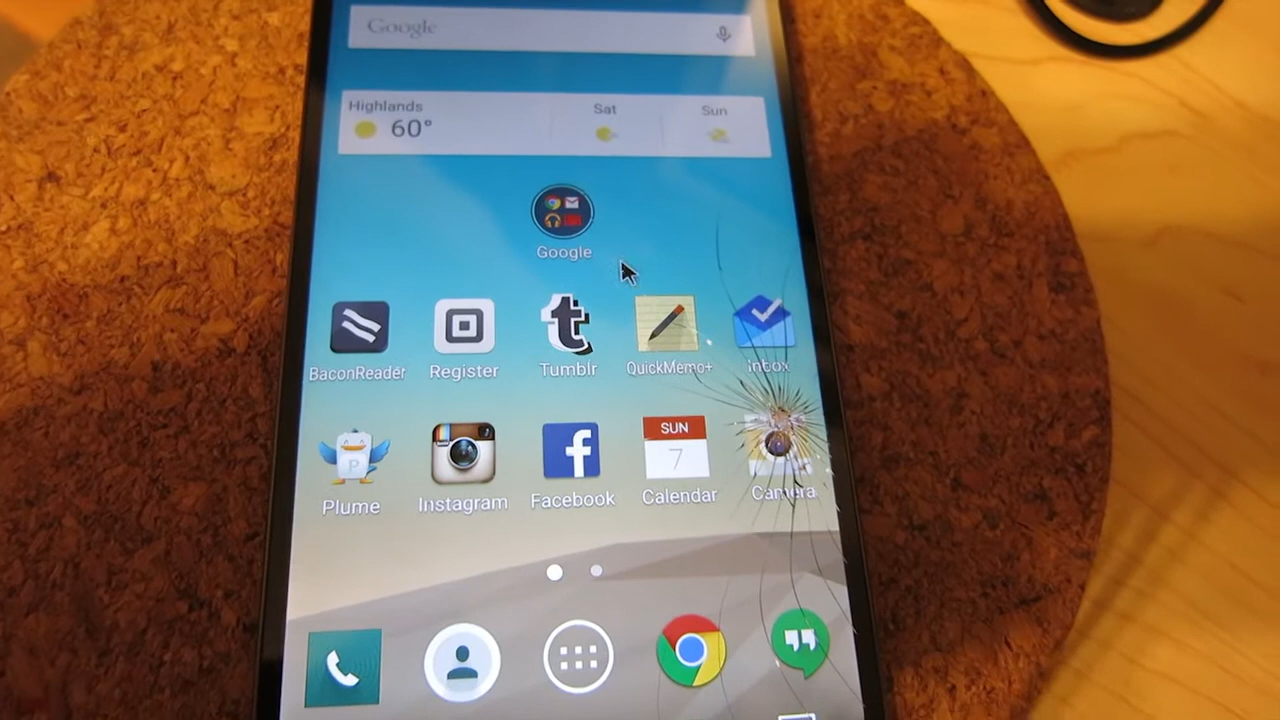 Google
Highlands
60°
Sat
Sun
Google
BaconReader
Register
Tumblr
QuickMemo+
Inbox
SUN
7
P
Plume
Instagram
Facebook
Calendar
Camera